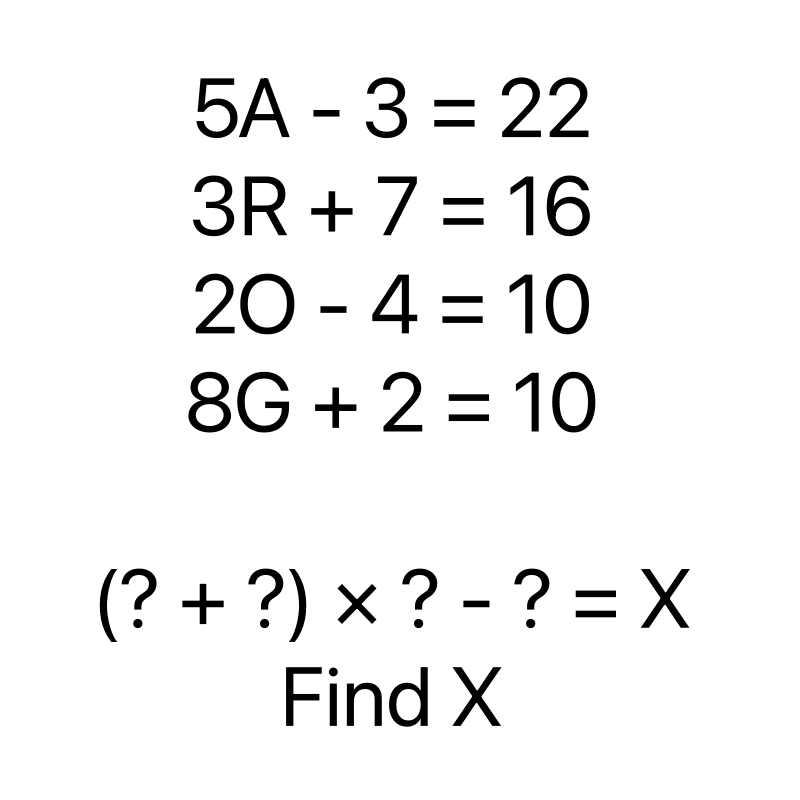 5A - 3 = 22
3R + 7 = 16
2O - 4 = 10
8G + 2 = 10
(? + ?) × ? - ? = X
Find X